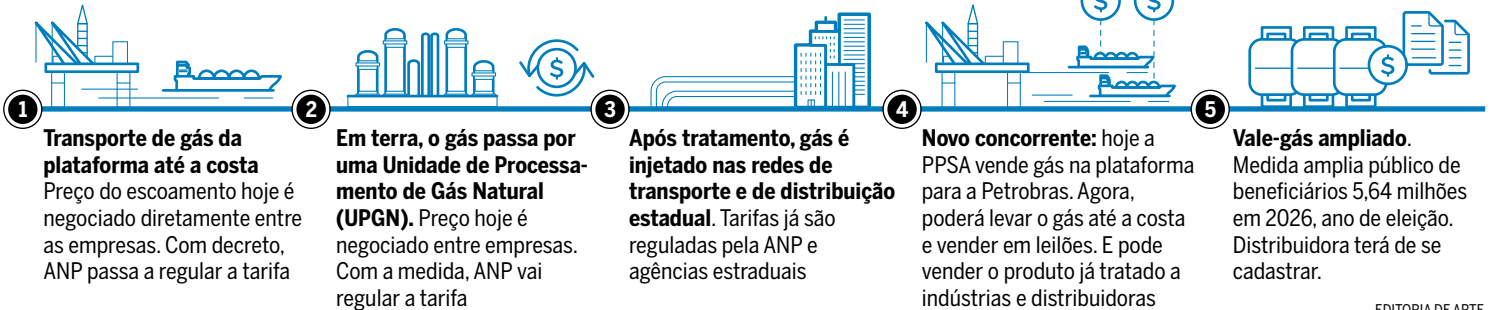 $ $
$
$
1
Transporte de gás da
plataforma até a costa
Preço do escoamento hoje é
negociado diretamente entre
as empresas. Com decreto,
ANP passa a regular a tarifa
2
Em terra, o gás passa por
uma Unidade de Processa-
mento de Gás Natural
(UPGN). Preço hoje é
negociado entre empresas.
Com a medida, ANP vai
regular a tarifa
3
Após tratamento, gás é
injetado nas redes de
transporte e de distribuição
estadual. Tarifas já são
reguladas pela ANP e
agências estraduais
4
Novo concorrente: hoje a
PPSA vende gás na plataforma
para a Petrobras. Agora,
poderá levar o gás até a costa
e vender em leilões. E pode
vender o produto já tratado a
indústrias e distribuidoras
5
Vale-gás ampliado.
Medida amplia público de
beneficiários 5,64 milhões
em 2026, ano de eleição.
Distribuidora terá de se
cadastrar.
EDITORIA DE ARTE